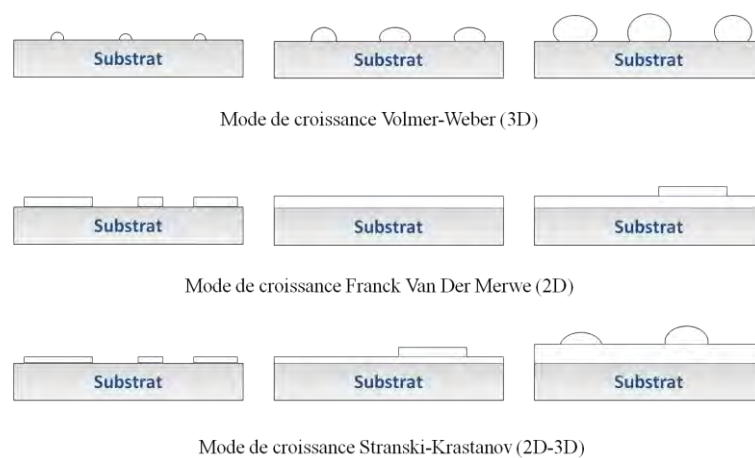 Substrat Substrat Substrat
Mode de croissance Volmer-Weber (3D)
Substrat Substrat Substrat
Mode de croissance Franck Van Der Merwe (2D)
Substrat Substrat Substrat
Mode de croissance Stranski-Krastanov (2D-3D)